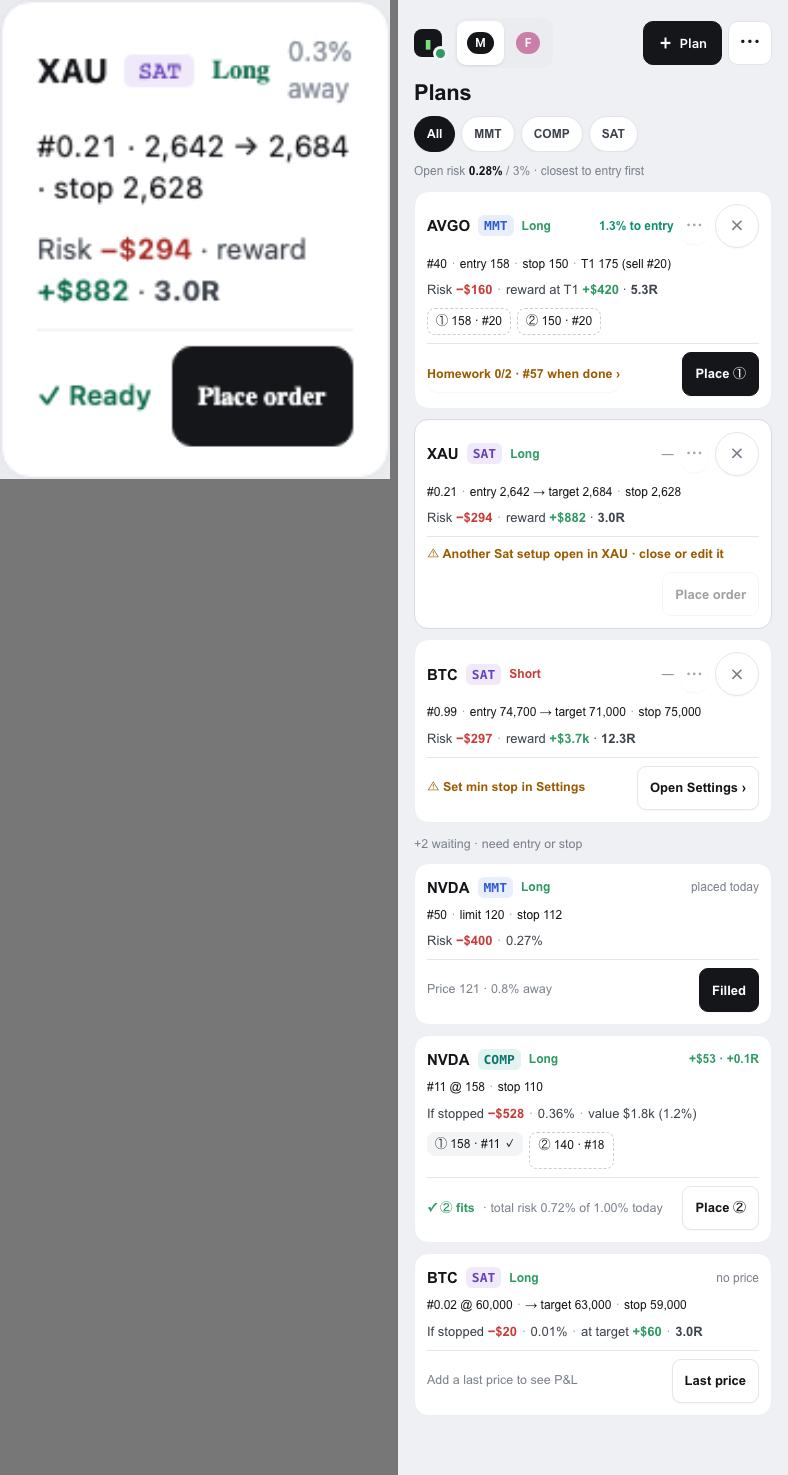 XAU SAT Long 0.3% away
#0.21 · 2,642 → 2,684
· stop 2,628
Risk −$294 · reward
+$882 · 3.0R
✓ Ready Place order
M F + Plan ···
Plans
All MMT COMP SAT
Open risk 0.28% / 3% · closest to entry first
AVGO MMT Long 1.3% to entry ··· ✕
#40 · entry 158 · stop 150 · T1 175 (sell #20)
Risk −$160 · reward at T1 +$420 · 5.3R
① 158 · #20 ② 150 · #20
Homework 0/2 · #57 when done › Place ①
XAU SAT Long — ··· ✕
#0.21 · entry 2,642 → target 2,684 · stop 2,628
Risk −$294 · reward +$882 · 3.0R
⚠ Another Sat setup open in XAU · close or edit it
Place order
BTC SAT Short — ··· ✕
#0.99 · entry 74,700 → target 71,000 · stop 75,000
Risk −$297 · reward +$3.7k · 12.3R
⚠ Set min stop in Settings Open Settings ›
+2 waiting · need entry or stop
NVDA MMT Long placed today
#50 · limit 120 · stop 112
Risk −$400 · 0.27%
Price 121 · 0.8% away Filled
NVDA COMP Long +$53 · +0.1R
#11 @ 158 · stop 110
If stopped −$528 · 0.36% · value $1.8k (1.2%)
① 158 · #11 ✓ ② 140 · #18
✓ ② fits · total risk 0.72% of 1.00% today Place ②
BTC SAT Long no price
#0.02 @ 60,000 · → target 63,000 · stop 59,000
If stopped −$20 · 0.01% · at target +$60 · 3.0R
Add a last price to see P&L Last price